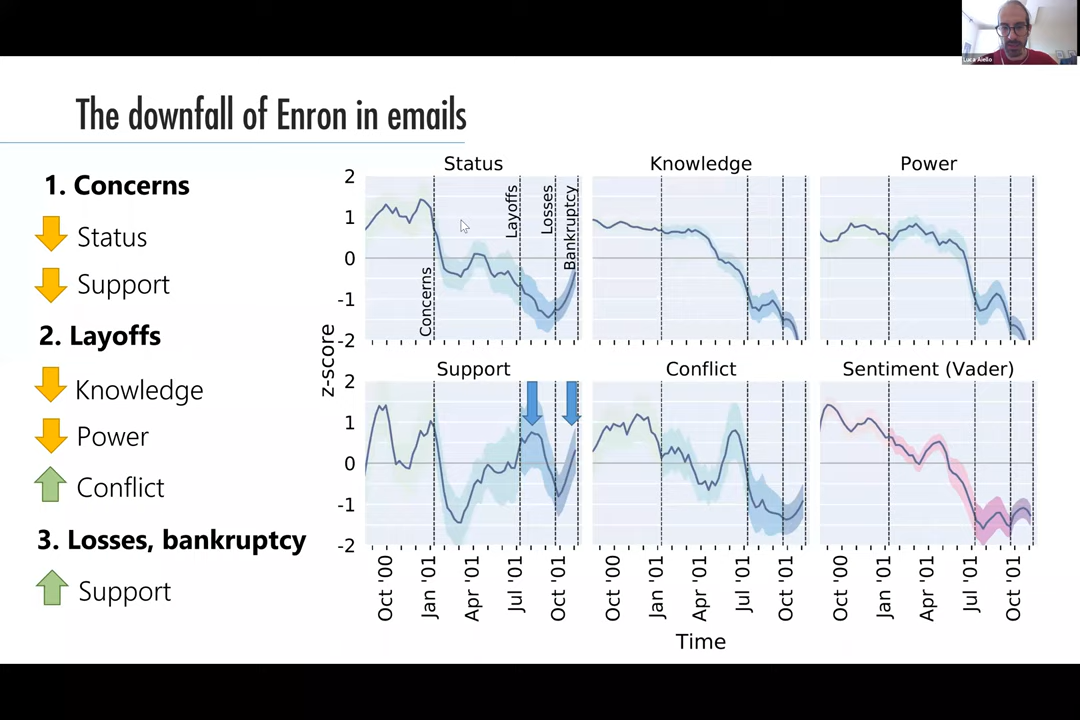 Luca Aiello
The downfall of Enron in emails
1. Concerns
Status
Support
2. Layoffs
Knowledge
Power
Conflict
3. Losses, bankruptcy
Support
z-score
Status
2
1
0
-1
-2
Concerns
Layoffs
Losses
Bankruptcy
Knowledge
Power
Support
2
1
0
-1
-2
Oct '00
Jan '01
Apr '01
Jul '01
Oct '01
Conflict
Oct '00
Jan '01
Apr '01
Jul '01
Oct '01
Sentiment (Vader)
Oct '00
Jan '01
Apr '01
Jul '01
Oct '01
Time